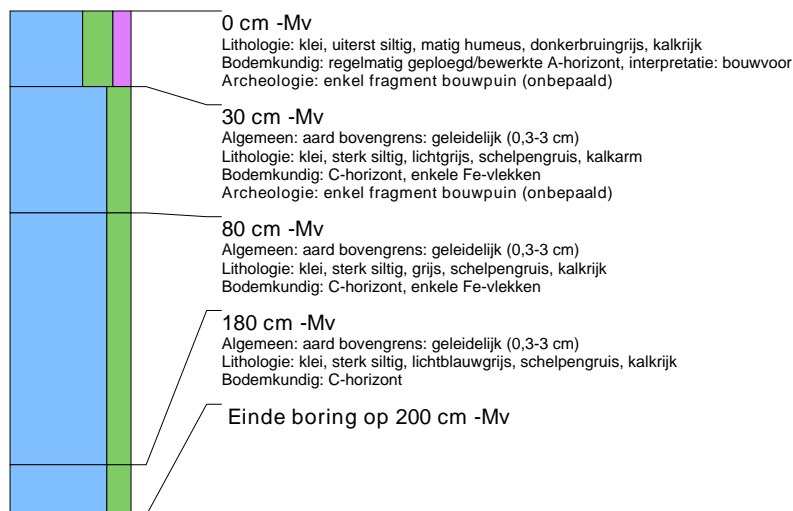 0 cm -Mv
Lithologie: klei, uiterst siltig, matig humeus, donkerbruingrijs, kalkrijk
Bodemkundig: regelmatig geploegd/bewerkte A-horizont, interpretatie: bouwvoor
Archeologie: enkel fragment bouwpuin (onbepaald)
30 cm -Mv
Algemeen: aard bovengrens: geleidelijk (0,3-3 cm)
Lithologie: klei, sterk siltig, lichtgrijs, schelpengruis, kalkarm
Bodemkundig: C-horizont, enkele Fe-vlekken
Archeologie: enkel fragment bouwpuin (onbepaald)
80 cm -Mv
Algemeen: aard bovengrens: geleidelijk (0,3-3 cm)
Lithologie: klei, sterk siltig, grijs, schelpengruis, kalkrijk
Bodemkundig: C-horizont, enkele Fe-vlekken
180 cm -Mv
Algemeen: aard bovengrens: geleidelijk (0,3-3 cm)
Lithologie: klei, sterk siltig, lichtblauwgrijs, schelpengruis, kalkrijk
Bodemkundig: C-horizont
Einde boring op 200 cm -Mv